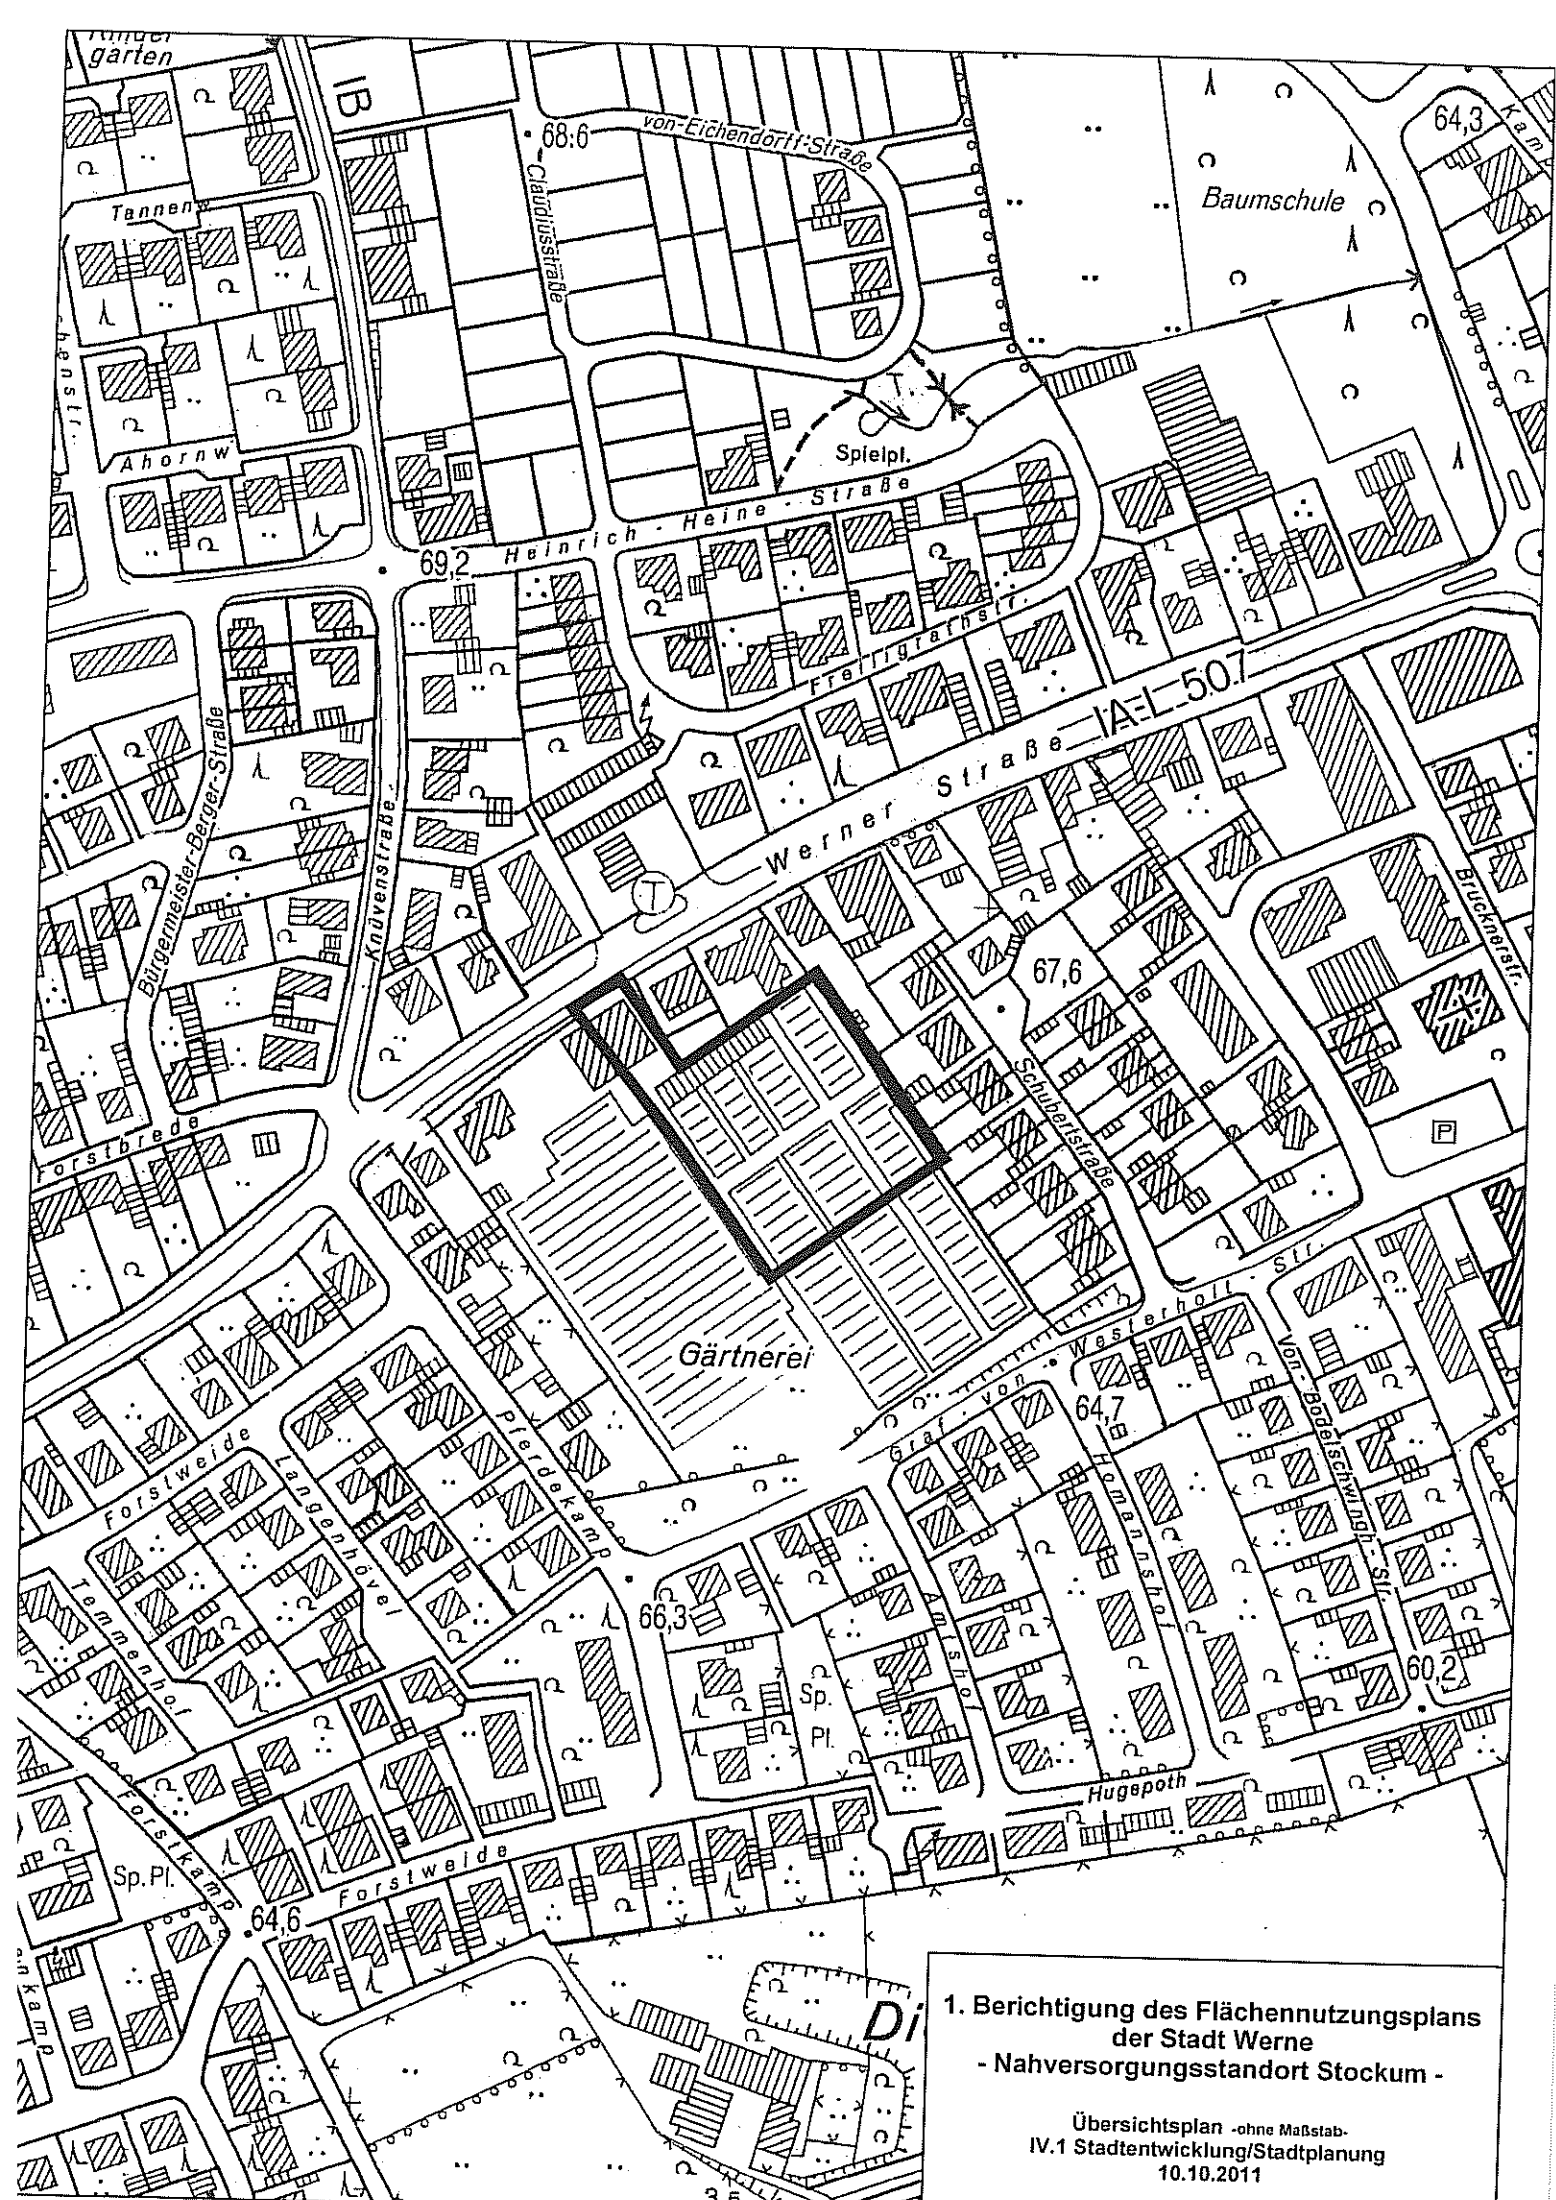 garten
IB
68,6
von-Eichendorff-Straße
64,3
Kam
Claudiusstraße
Tannenw
Baumschule
henstr.
Spielpl.
Ahornw
Heinrich - Heine - Straße
69,2
Freiligrathstr.
Werner Straße IA-L 507
Bürgermeister-Berger-Straße
Knüvenstraße
T
Brucknerstr.
67,6
Schubertstraße
P
Forstbrede
Gärtnerei
Graf - von - Westerholt - Str.
64,7
Von-Bodelschwingh-Str.
Pferdekamp
Forstweide
Langenhövel
Homannshof
Temmenhof
66,3
Amtshof
Sp.
Pl.
60,2
Hugepoth
Forstkamp
Sp.Pl.
Forstweide
64,6
nkamp
Di
1. Berichtigung des Flächennutzungsplans
der Stadt Werne
- Nahversorgungsstandort Stockum -
Übersichtsplan -ohne Maßstab-
IV.1 Stadtentwicklung/Stadtplanung
10.10.2011